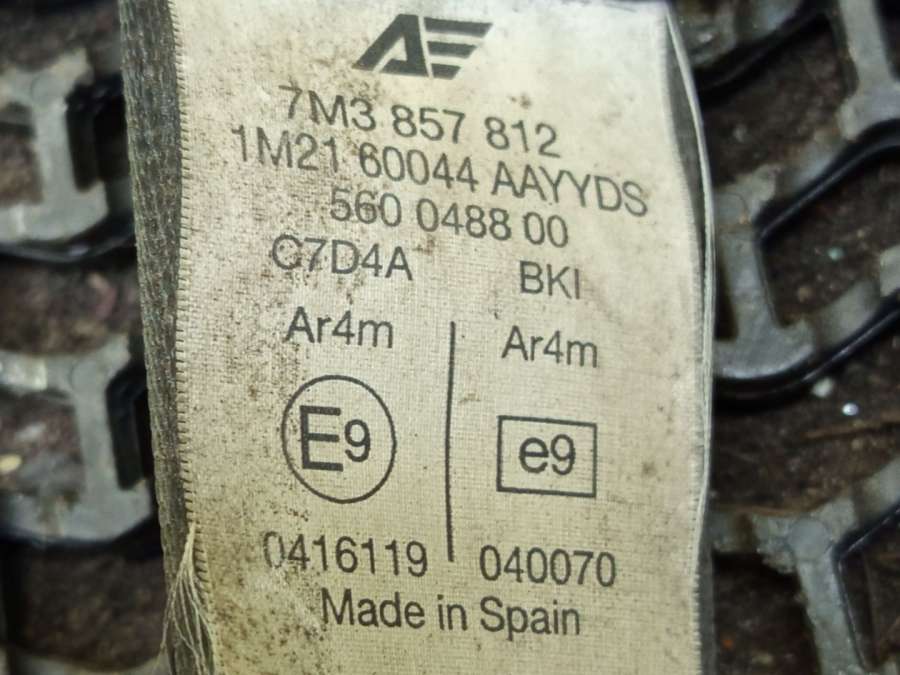 AE
7M3 857 812
1M21 60044 AAYYDS
560 0488 00
C7D4A BKI
Ar4m Ar4m
E9 e9
0416119 040070
Made in Spain